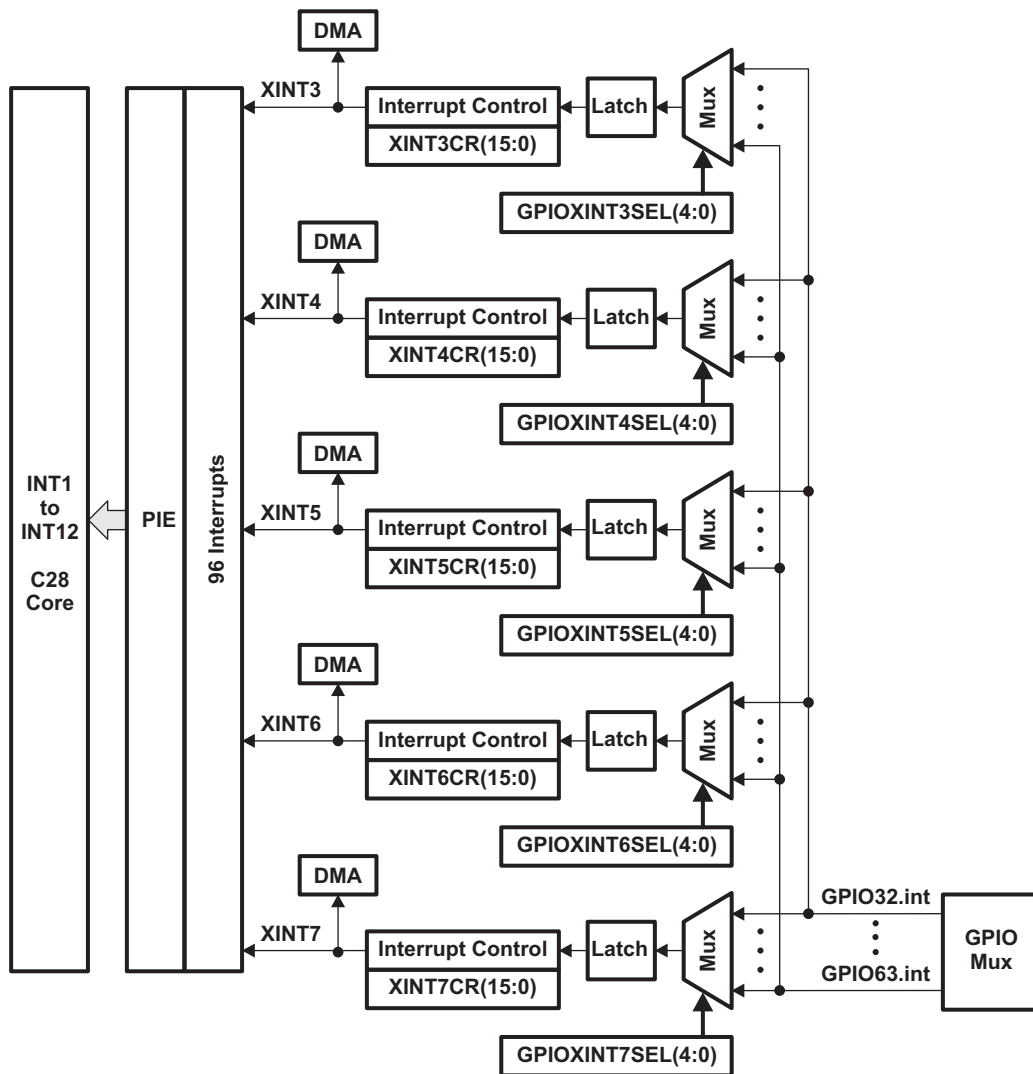 DMA
XINT3
Interrupt Control
XINT3CR(15:0)
Latch
Mux
GPIOXINT3SEL(4:0)
DMA
XINT4
Interrupt Control
XINT4CR(15:0)
Latch
Mux
GPIOXINT4SEL(4:0)
INT1
to
INT12
C28
Core
PIE
96 Interrupts
DMA
XINT5
Interrupt Control
XINT5CR(15:0)
Latch
Mux
GPIOXINT5SEL(4:0)
DMA
XINT6
Interrupt Control
XINT6CR(15:0)
Latch
Mux
GPIOXINT6SEL(4:0)
DMA
XINT7
Interrupt Control
XINT7CR(15:0)
Latch
Mux
GPIOXINT7SEL(4:0)
GPIO32.int
GPIO63.int
GPIO
Mux